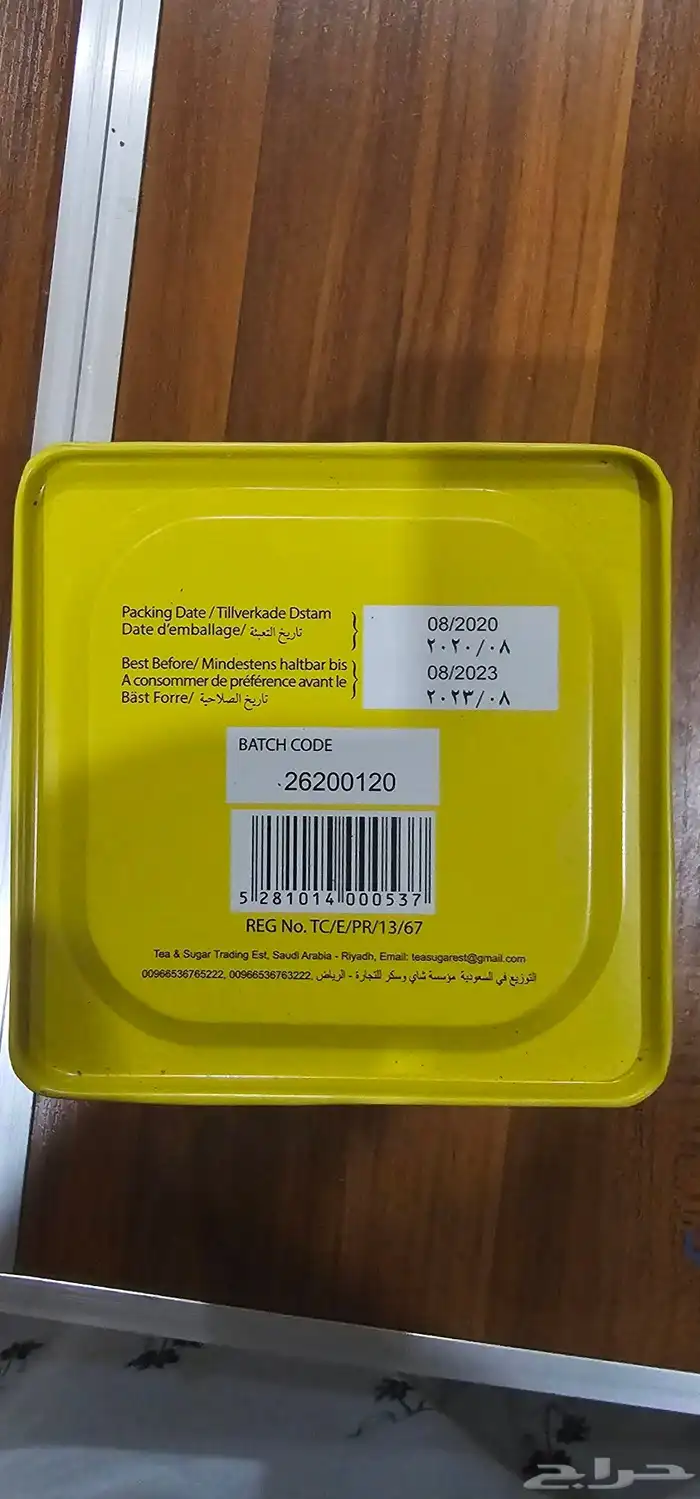 Packing Date / Tillverkade Dstam
Date d'emballage/ تاريخ التعبئة
08/2020
٢٠٢٠/٠٨
Best Before/ Mindestens haltbar bis
A consommer de préférence avant le
Bäst Forre/ تاريخ الصلاحية
08/2023
٢٠٢٣/٠٨
BATCH CODE
26200120
5 281014 000537
REG No. TC/E/PR/13/67
Tea & Sugar Trading Est, Saudi Arabia - Riyadh, Email: teasugarest@gmail.com
التوزيع في السعودية مؤسسة شاي وسكر للتجارة - الرياض, 00966536763222, 00966536765222
حراج